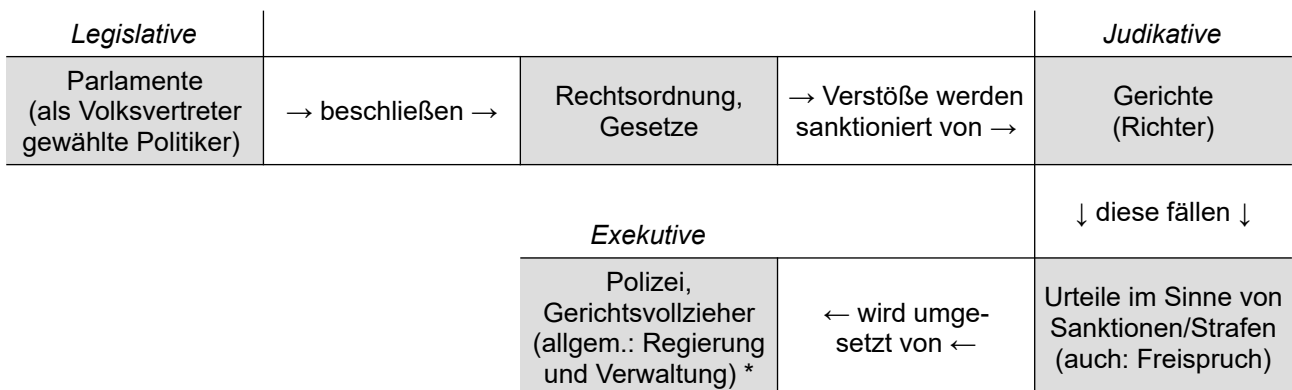 Legislative
Judikative
Parlamente
(als Volksvertreter
gewählte Politiker)
→ beschließen →
Rechtsordnung,
Gesetze
→ Verstöße werden
sanktioniert von →
Gerichte
(Richter)
↓ diese fällen ↓
Exekutive
Polizei,
Gerichtsvollzieher
(allgem.: Regierung
und Verwaltung) *
← wird umge-
setzt von ←
Urteile im Sinne von
Sanktionen/Strafen
(auch: Freispruch)